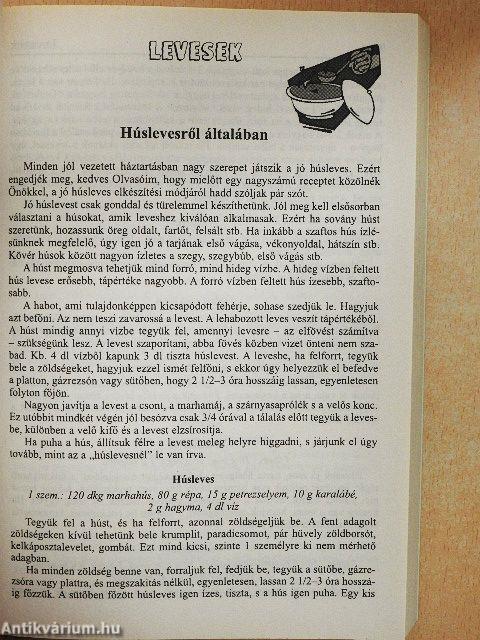 LEVESEK
Húslevesről általában
Minden jól vezetett háztartásban nagy szerepet játszik a jó húsleves. Ezért
engedjék meg, kedves Olvasóim, hogy mielőtt egy nagyszámú receptet közölnék
Önökkel, a jó húsleves elkészítési módjáról hadd szóljak pár szót.
Jó húslevest csak gonddal és türelemmel készíthetünk. Jól meg kell elsősorban
választani a húsokat, amik leveshez kiválóan alkalmasak. Ezért ha sovány húst
szeretünk, hozassunk öreg oldalt, fartőt, felsált stb. Ha inkább a szaftos hús ízlé-
sünknek megfelelő, úgy igen jó a tarjának első vágása, vékonyoldal, hátszín stb.
Kövér húsok között nagyon ízletes a szegy, szegybúb, első vágás stb.
A húst megmosva tehetjük mind forró, mind hideg vízbe. A hideg vízben feltett
hús levese erősebb, tápértéke nagyobb. A forró vízben feltett hús ízesebb, szafto-
sabb.
A habot, ami tulajdonképpen kicsapódott fehérje, sohase szedjük le. Hagyjuk
azt befőni. Az nem teszi zavarossá a levest. A lehabozott leves veszít tápértékéből.
A húst mindig annyi vízbe tegyük fel, amennyi levesre – az elfövést számítva
– szükségünk lesz. A levest szaporítani, abba fövés közben vizet önteni nem sza-
bad. Kb. 4 dl vízből kapunk 3 dl tiszta húslevest. A levesbe, ha felforrt, tegyük
bele a zöldségeket, hagyjuk ezzel ismét felfőni, s ekkor úgy helyezzük el befedve
a platton, gázrezsón vagy sütőben, hogy 2 1/2–3 óra hosszáig lassan, egyenletesen
folyton főjön.
Nagyon javítja a levest a csont, a marhamáj, a szárnyasaprólék s a velős konc.
Ez utóbbit mindkét végén jól besózva csak 3/4 órával a tálalás előtt tegyük a leves-
be, különben a velő kifő és a levest elzsírosítja.
Ha puha a hús, állítsuk félre a levest meleg helyre higgadni, s járjunk el úgy
tovább, mint az a „húslevesnél” le van írva.
Húsleves
1 szem.: 120 dkg marhahús, 80 g répa, 15 g petrezselyem, 10 g karalábé,
2 g hagyma, 4 dl víz
Tegyük fel a húst, és ha felforrt, azonnal zöldségeljük be. A fent adagolt
zöldségeken kívül tehetünk bele krumplit, paradicsomot, pár hüvely zöldborsót,
kelkáposztalevelet, gombát. Ezt mind kicsi, szinte 1 személyre ki nem mérhető
adagban.
Ha minden zöldség benne van, forraljuk fel, fedjük be, tegyük a sütőbe, gázre-
zsóra vagy plattra, és megszakítás nélkül, egyenletesen, lassan 2 1/2–3 óra hosszá-
ig főzzük. A sütőben főzött húsleves igen ízes, tiszta, s a hús igen puha. Egy kis
Antikvárium.hu